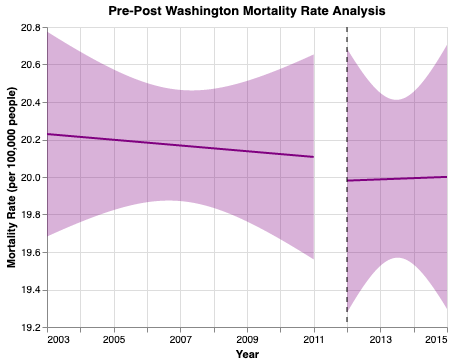 Pre-Post Washington Mortality Rate Analysis
Mortality Rate (per 100,000 people)
20.8
20.6
20.4
20.2
20.0
19.8
19.6
19.4
19.2
2003 2005 2007 2009 2011 2013 2015
Year